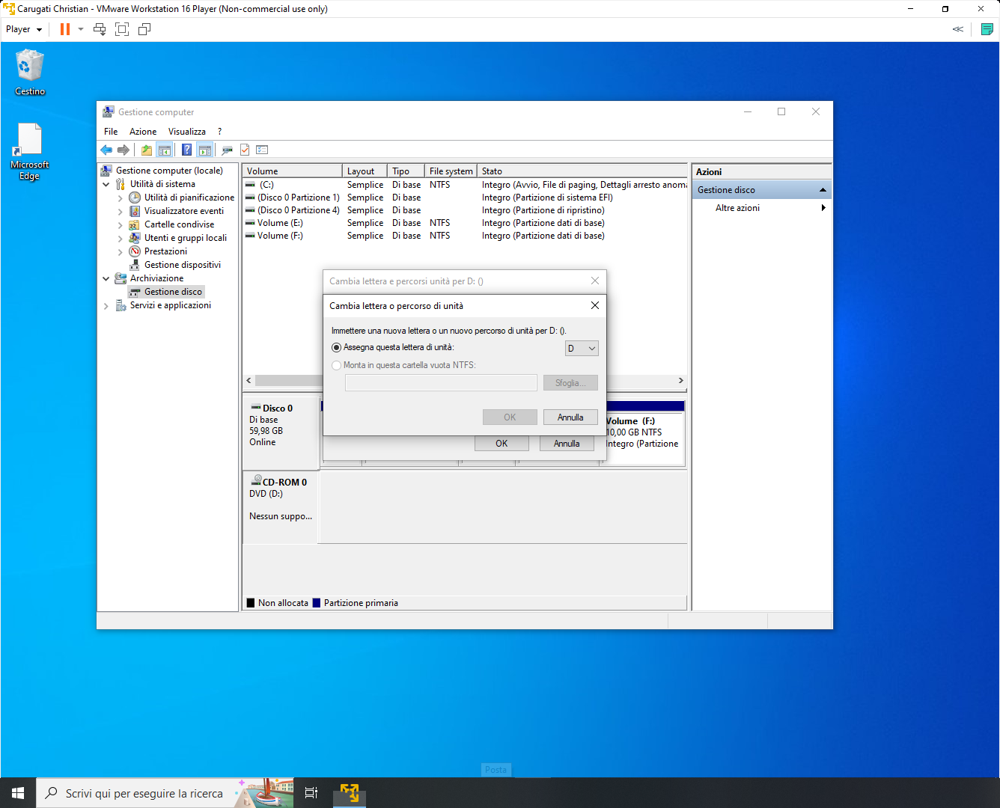 Carugati Christian - VMware Workstation 16 Player (Non-commercial use only)
Player
Cestino
Microsoft
Edge
Gestione computer
File Azione Visualizza ?
Gestione computer (locale)
Utilità di sistema
Utilità di pianificazione
Visualizzatore eventi
Cartelle condivise
Utenti e gruppi locali
Prestazioni
Gestione dispositivi
Archiviazione
Gestione disco
Servizi e applicazioni
Volume Layout Tipo File system Stato
(C:) Semplice Di base NTFS Integro (Avvio, File di paging, Dettagli arresto anoma
(Disco 0 Partizione 1) Semplice Di base Integro (Partizione di sistema EFI)
(Disco 0 Partizione 4) Semplice Di base Integro (Partizione di ripristino)
Volume (E:) Semplice Di base NTFS Integro (Partizione dati di base)
Volume (F:) Semplice Di base NTFS Integro (Partizione dati di base)
Azioni
Gestione disco
Altre azioni
Cambia lettera e percorsi unità per D: ()
Cambia lettera o percorso di unità
Immettere una nuova lettera o un nuovo percorso di unità per D: ().
Assegna questa lettera di unità: D
Monta in questa cartella vuota NTFS:
Sfoglia...
OK Annulla
OK Annulla
Disco 0
Di base
59,98 GB
Online
Volume (F:)
10,00 GB NTFS
Integro (Partizione
CD-ROM 0
DVD (D:)
Nessun suppo...
Non allocata Partizione primaria
Posta
Scrivi qui per eseguire la ricerca